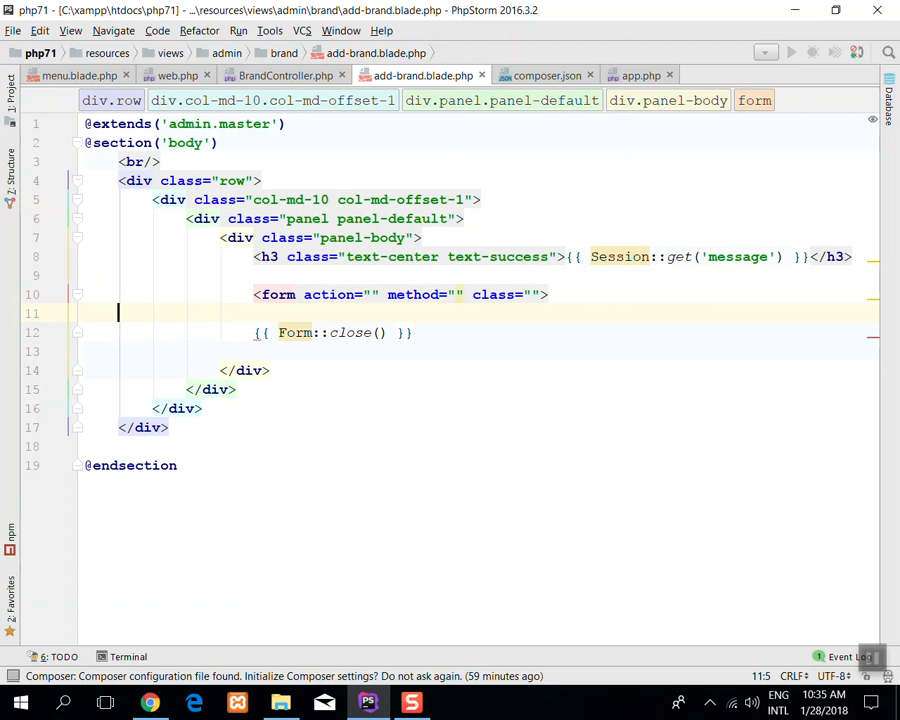 php71 - [C:\xampp\htdocs\php71] - ...\resources\views\admin\brand\add-brand.blade.php - PhpStorm 2016.3.2
File Edit View Navigate Code Refactor Run Tools VCS Window Help
php71 resources views admin brand add-brand.blade.php
menu.blade.php web.php BrandController.php add-brand.blade.php composer.json app.php
div.row div.col-md-10.col-md-offset-1 div.panel.panel-default div.panel-body form
1: Project
Z: Structure
npm
2: Favorites
Database
1 @extends('admin.master')
2 @section('body')
3 <br/>
4 <div class="row">
5 <div class="col-md-10 col-md-offset-1">
6 <div class="panel panel-default">
7 <div class="panel-body">
8 <h3 class="text-center text-success">{{ Session::get('message') }}</h3>
9
10 <form action="" method="" class="">
11
12 {{ Form::close() }}
13
14 </div>
15 </div>
16 </div>
17 </div>
18
19 @endsection
6: TODO Terminal 1 Event Log
Composer: Composer configuration file found. Initialize Composer settings? Do not ask again. (59 minutes ago) 11:5 CRLF UTF-8
PS S ENG INTL 10:35 AM 1/28/2018